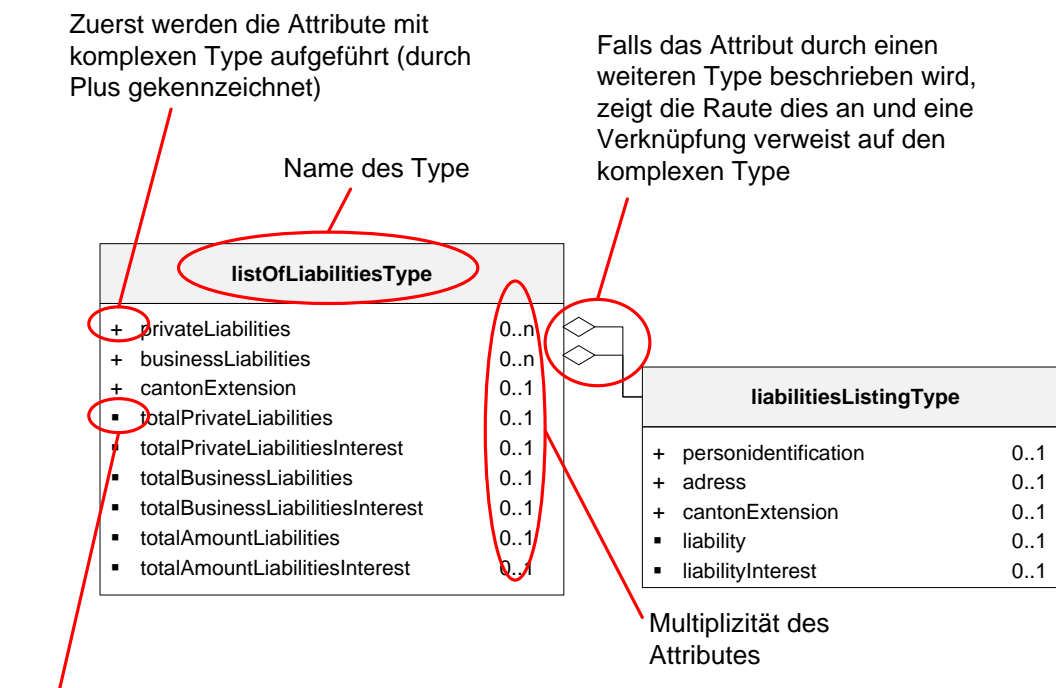 Zuerst werden die Attribute mit
komplexen Type aufgeführt (durch
Plus gekennzeichnet)
Falls das Attribut durch einen
weiteren Type beschrieben wird,
zeigt die Raute dies an und eine
Verknüpfung verweist auf den
komplexen Type
Name des Type
listOfLiabilitiesType
+ privateLiabilities 0..n
+ businessLiabilities 0..n
+ cantonExtension 0..1
▪ totalPrivateLiabilities 0..1
▪ totalPrivateLiabilitiesInterest 0..1
▪ totalBusinessLiabilities 0..1
▪ totalBusinessLiabilitiesInterest 0..1
▪ totalAmountLiabilities 0..1
▪ totalAmountLiabilitiesInterest 0..1
liabilitiesListingType
+ personidentification 0..1
+ adress 0..1
+ cantonExtension 0..1
▪ liability 0..1
▪ liabilityInterest 0..1
Multiplizität des
Attributes